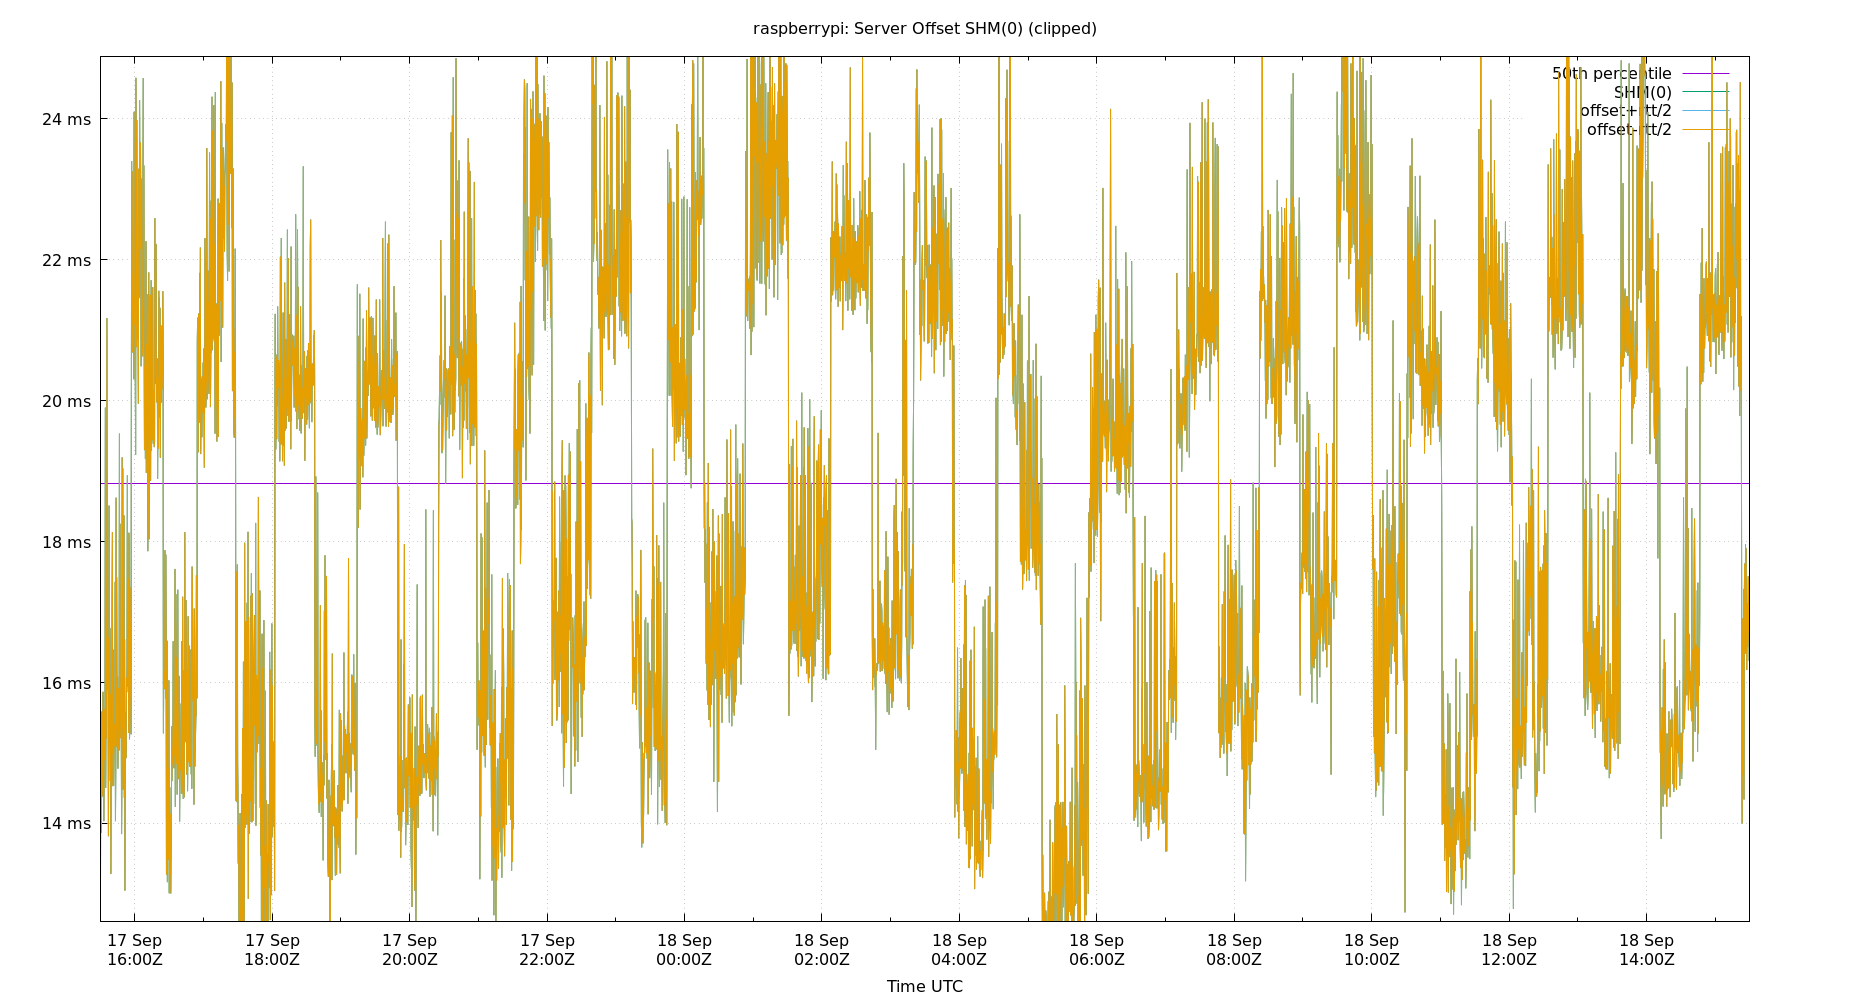 raspberrypi: Server Offset SHM(0) (clipped)
50th percentile
SHM(0)
offset+rtt/2
offset-rtt/2
24 ms
22 ms
20 ms
18 ms
16 ms
14 ms
17 Sep 17 Sep 17 Sep 17 Sep 18 Sep 18 Sep 18 Sep 18 Sep 18 Sep 18 Sep 18 Sep 18 Sep
16:00Z 18:00Z 20:00Z 22:00Z 00:00Z 02:00Z 04:00Z 06:00Z 08:00Z 10:00Z 12:00Z 14:00Z
Time UTC